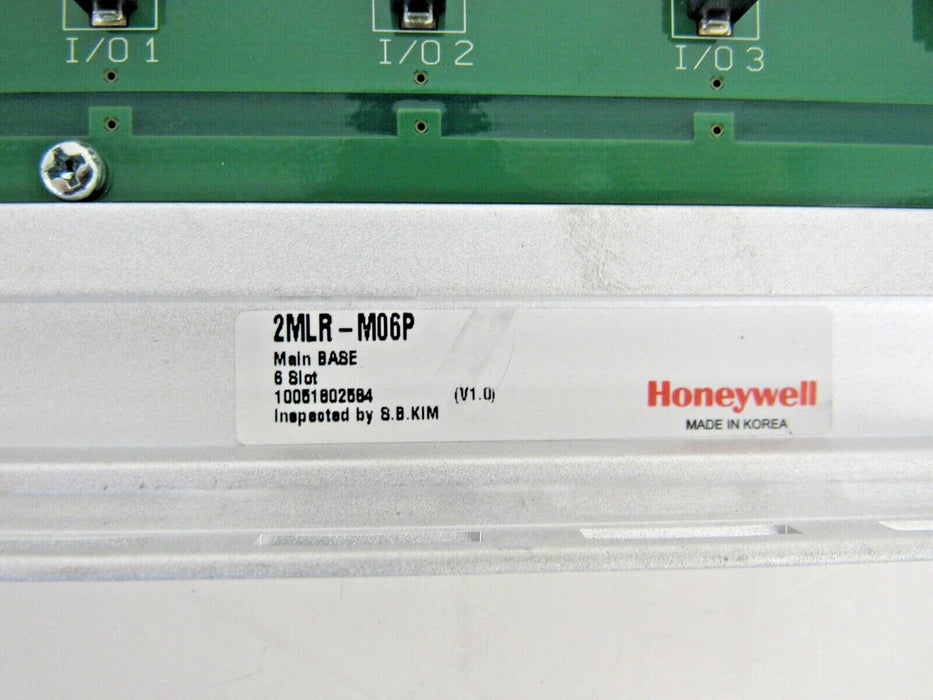 I/O 1 I/O 2 I/O 3
2MLR-M06P
Main BASE
6 Slot
10051802584 (V1.0)
Inspected by S.B.KIM
Honeywell
MADE IN KOREA